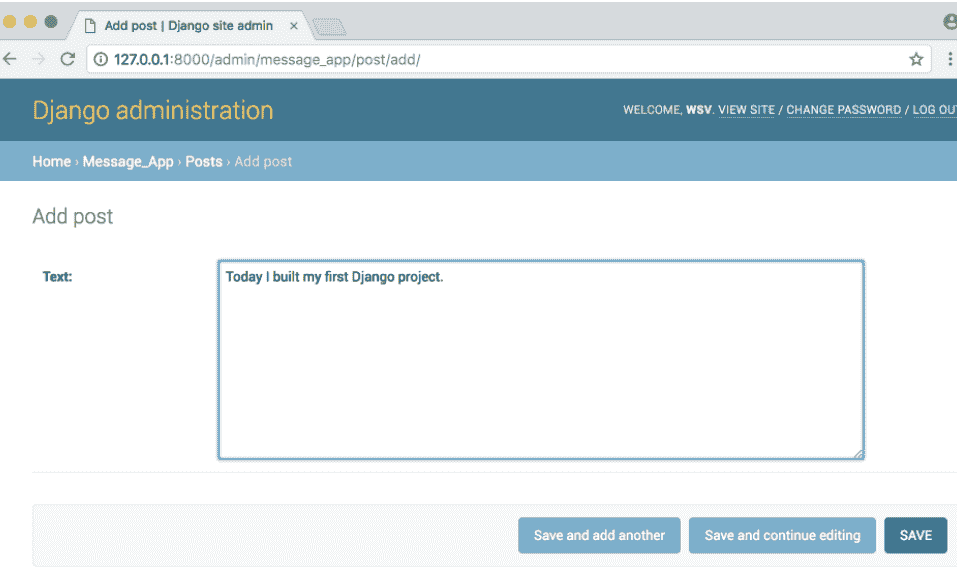 Add post | Django site admin
127.0.0.1:8000/admin/message_app/post/add/
Django administration
WELCOME, WSV. VIEW SITE / CHANGE PASSWORD / LOG OU
Home › Message_App › Posts › Add post
Add post
Text:
Today I built my first Django project.
Save and add another
Save and continue editing
SAVE